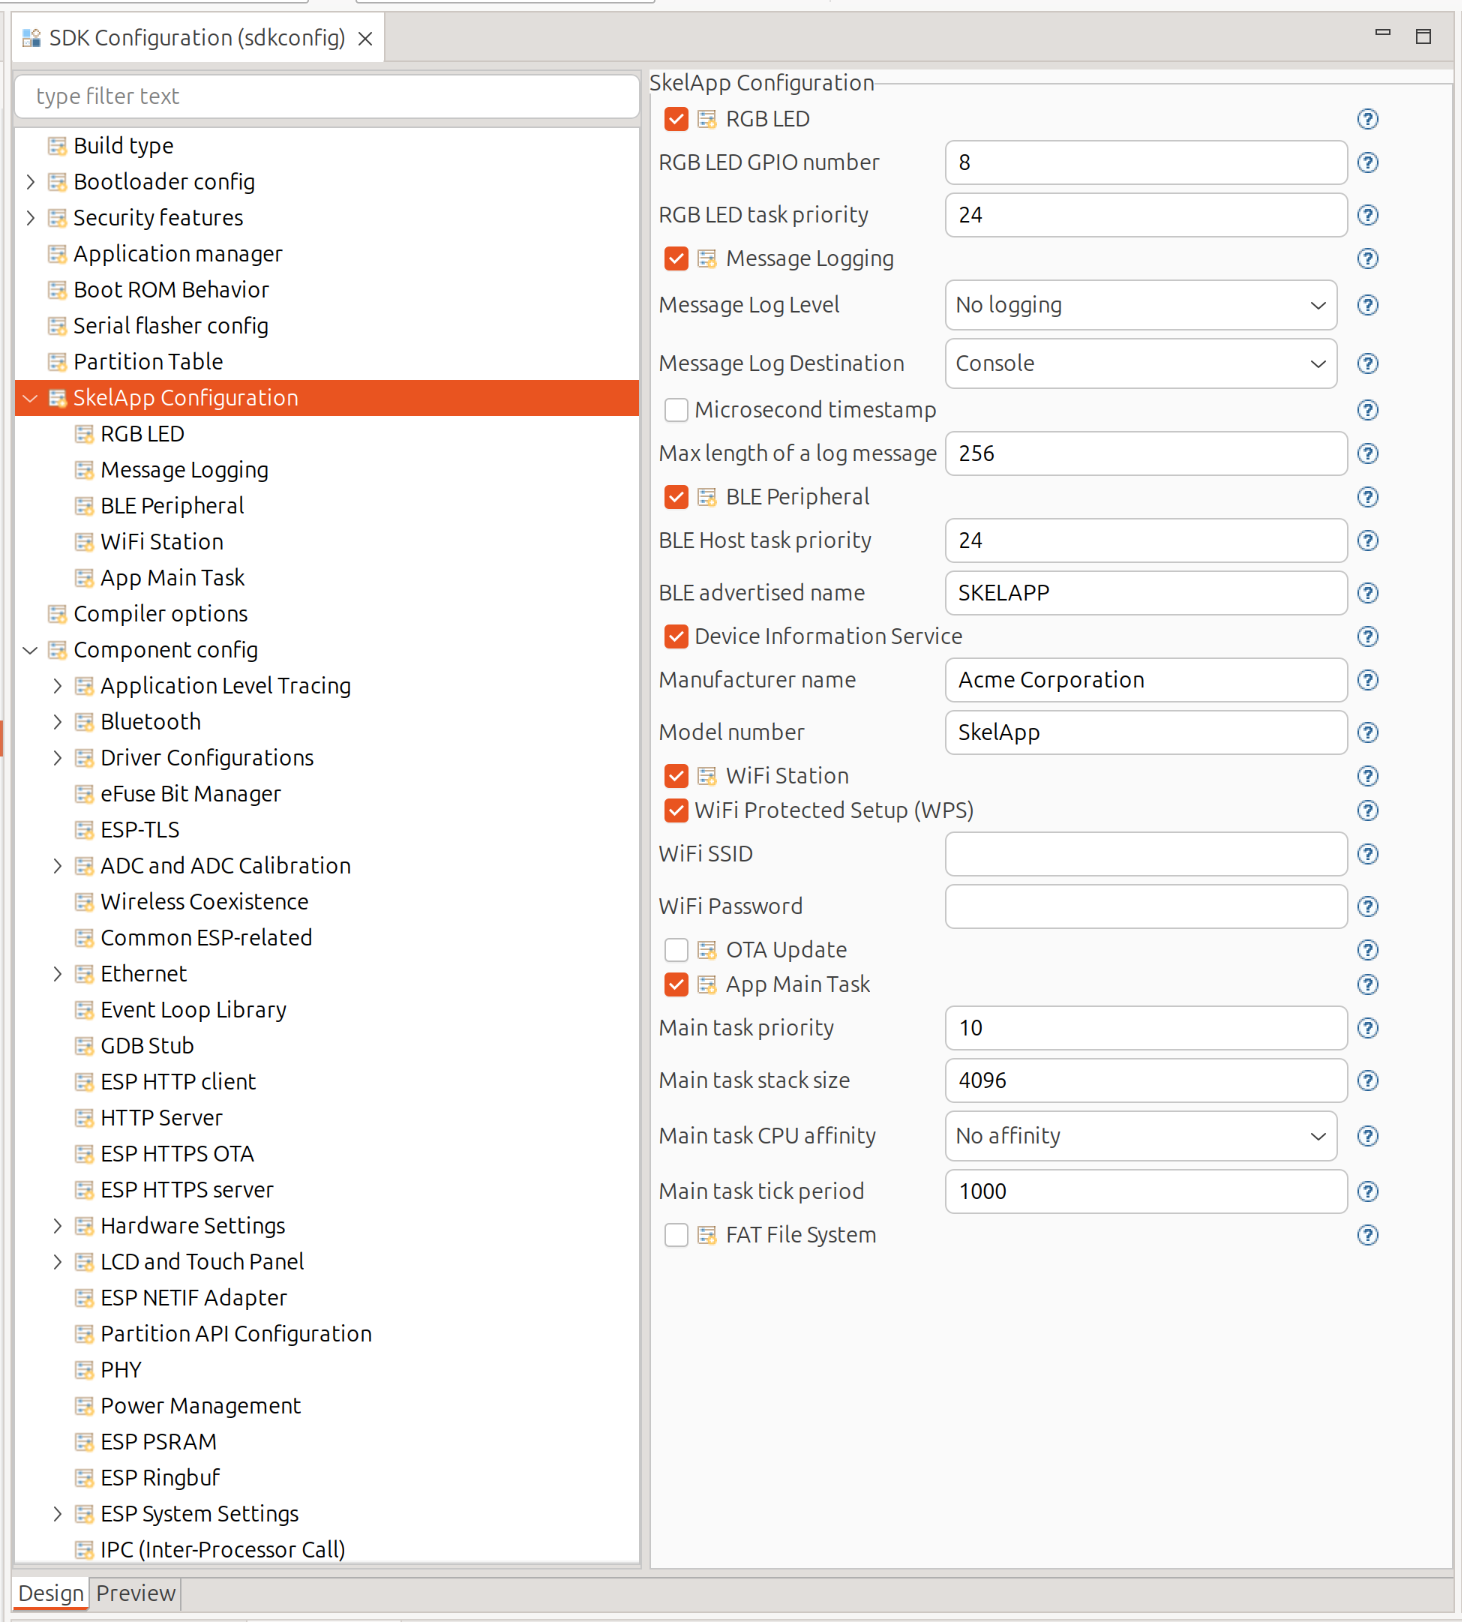 SDK Configuration (sdkconfig)
type filter text
Build type
Bootloader config
Security features
Application manager
Boot ROM Behavior
Serial flasher config
Partition Table
SkelApp Configuration
RGB LED
Message Logging
BLE Peripheral
WiFi Station
App Main Task
Compiler options
Component config
Application Level Tracing
Bluetooth
Driver Configurations
eFuse Bit Manager
ESP-TLS
ADC and ADC Calibration
Wireless Coexistence
Common ESP-related
Ethernet
Event Loop Library
GDB Stub
ESP HTTP client
HTTP Server
ESP HTTPS OTA
ESP HTTPS server
Hardware Settings
LCD and Touch Panel
ESP NETIF Adapter
Partition API Configuration
PHY
Power Management
ESP PSRAM
ESP Ringbuf
ESP System Settings
IPC (Inter-Processor Call)
SkelApp Configuration
RGB LED
RGB LED GPIO number 8
RGB LED task priority 24
Message Logging
Message Log Level No logging
Message Log Destination Console
Microsecond timestamp
Max length of a log message 256
BLE Peripheral
BLE Host task priority 24
BLE advertised name SKELAPP
Device Information Service
Manufacturer name Acme Corporation
Model number SkelApp
WiFi Station
WiFi Protected Setup (WPS)
WiFi SSID
WiFi Password
OTA Update
App Main Task
Main task priority 10
Main task stack size 4096
Main task CPU affinity No affinity
Main task tick period 1000
FAT File System
Design Preview